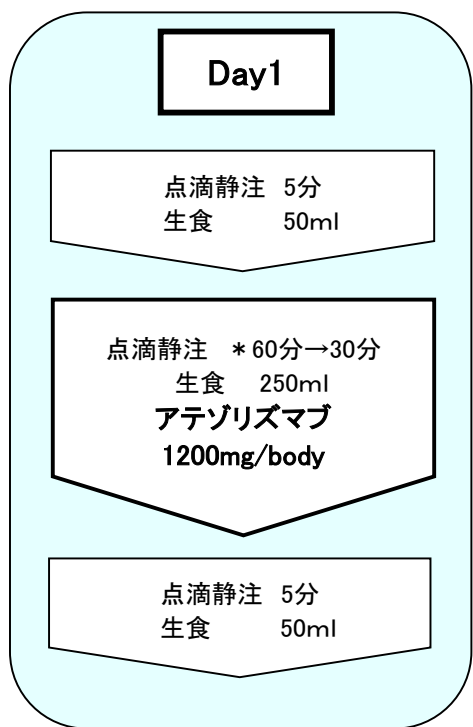 Day1
点滴静注 5分
生食 50ml
点滴静注 *60分→30分
生食 250ml
アテゾリズマブ
1200mg/body
点滴静注 5分
生食 50ml